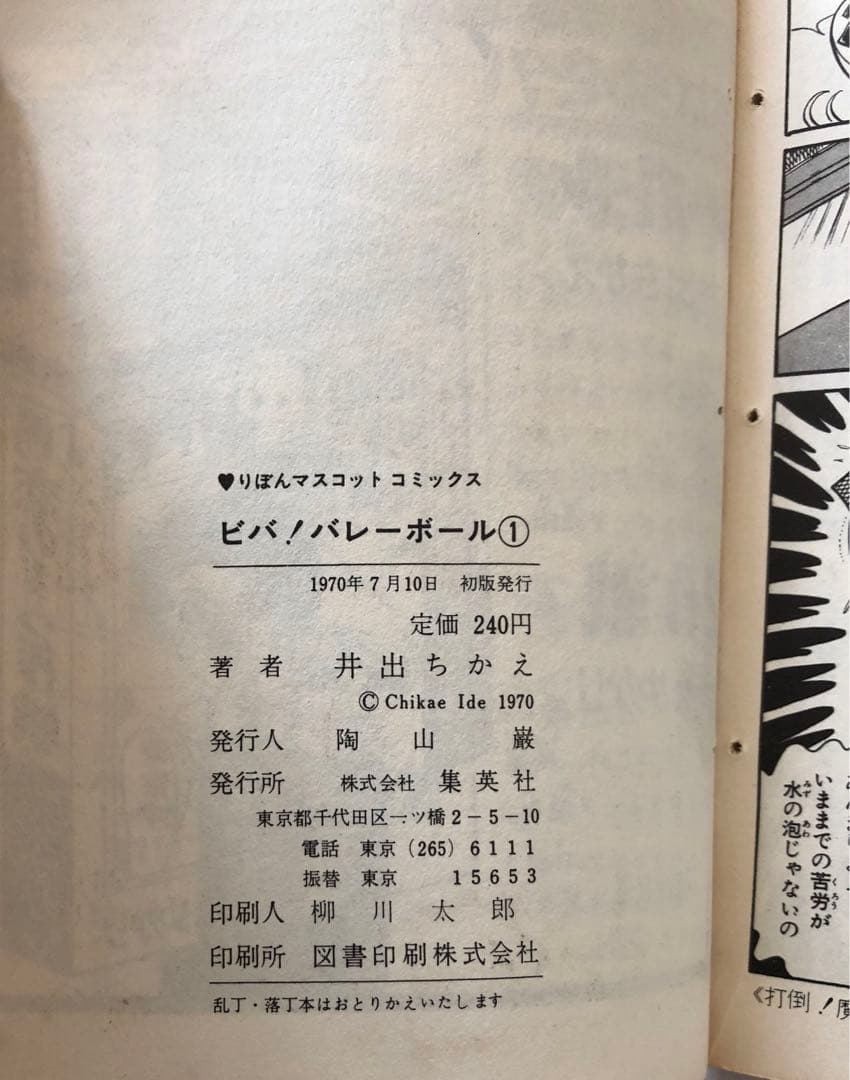 ♥りぼんマスコット コミックス
ビバ！バレーボール①
1970年7月10日 初版発行
定価 240円
著者 井出ちかえ
© Chikae Ide 1970
発行人 陶山巌
発行所 株式会社 集英社
東京都千代田区一ツ橋2－5－10
電話 東京(265)6111
振替 東京 15653
印刷人 柳川太郎
印刷所 図書印刷株式会社
乱丁・落丁本はおとりかえいたします
いままでの苦労が
水の泡じゃないの
《打倒！魔